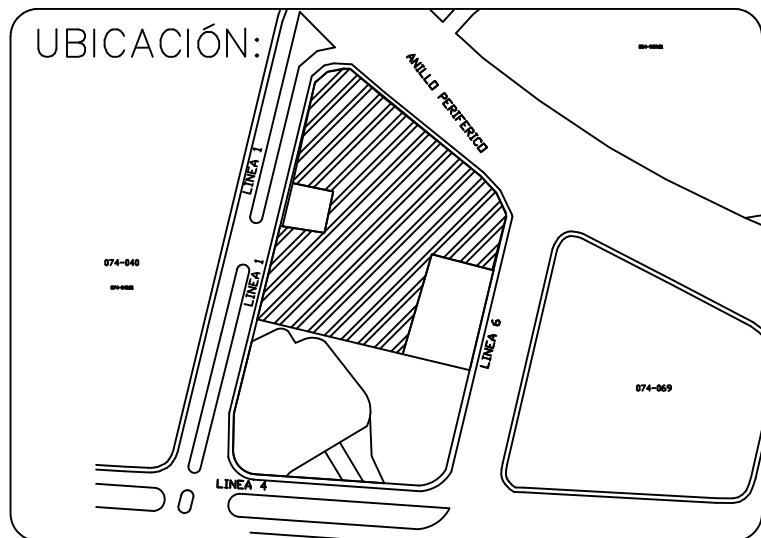 UBICACIÓN:
ANILLO PERIFERICO
LINEA 1
074-040
LINEA 1
LINEA 6
074-069
LINEA 4